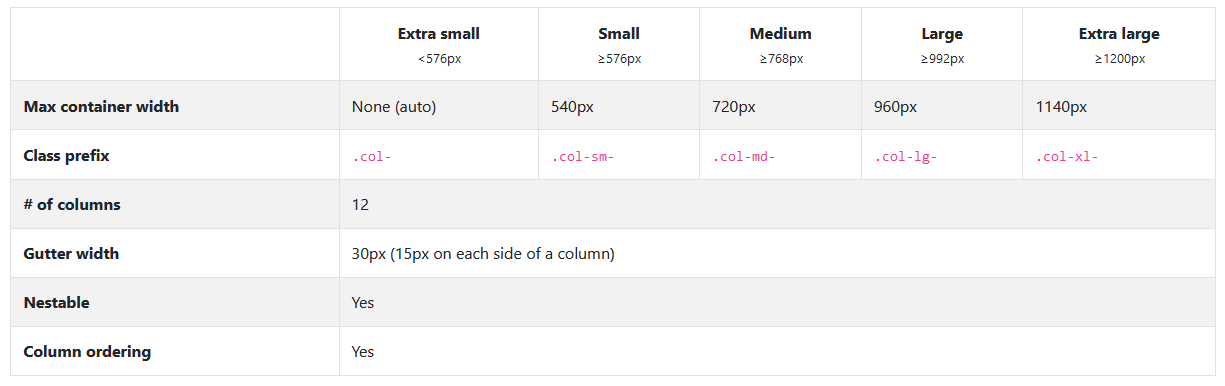 Extra small Small Medium Large Extra large
<576px ≥576px ≥768px ≥992px ≥1200px
Max container width None (auto) 540px 720px 960px 1140px
Class prefix .col- .col-sm- .col-md- .col-lg- .col-xl-
# of columns 12
Gutter width 30px (15px on each side of a column)
Nestable Yes
Column ordering Yes